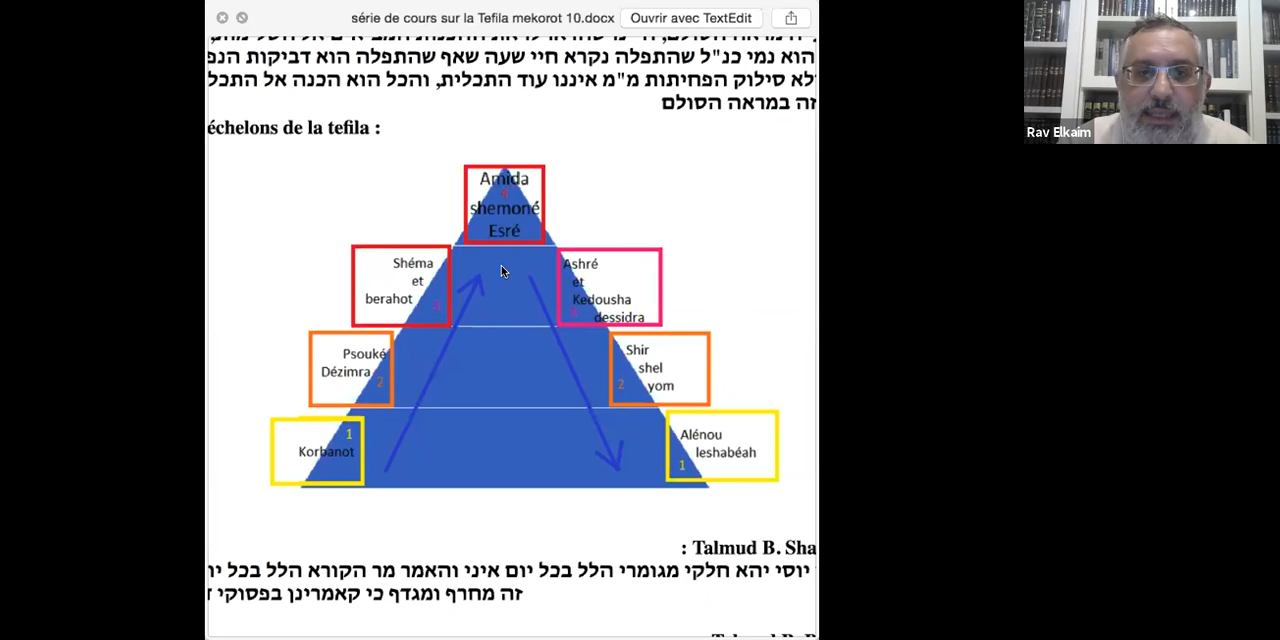 série de cours sur la Tefila mekorot 10.docx
Ouvrir avec TextEdit
הוא נמי כנ"ל שהתפלה נקרא חיי שעה שאף שהתפלה הוא דביקות הנפ
לא סילוק הפחיתות מ"מ איננו עוד התכלית, והכל הוא הכנה אל התכל
זה במראה הסולם
échelons de la tefila :
Amida
4
shemoné
Esré
Shéma
et
berahot
3
Ashré
et
Kedousha
dessidra
Psouké
Dézimra
2
Shir
shel
2 yom
1
Korbanot
Alénou
leshabéah
1
: Talmud B. Sha
יוסי יהא חלקי מגומרי הלל בכל יום איני והאמר מר הקורא הלל בכל יו
זה מחרף ומגדף כי קאמרינן בפסוקי ד
Rav Elkaim